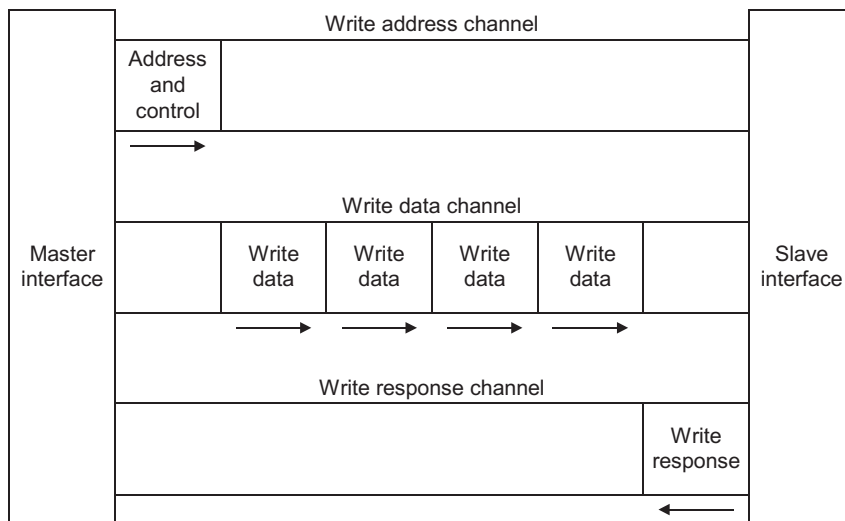 Write address channel
Address
and
control
Write data channel
Master
interface
Write
data
Write
data
Write
data
Write
data
Slave
interface
Write response channel
Write
response